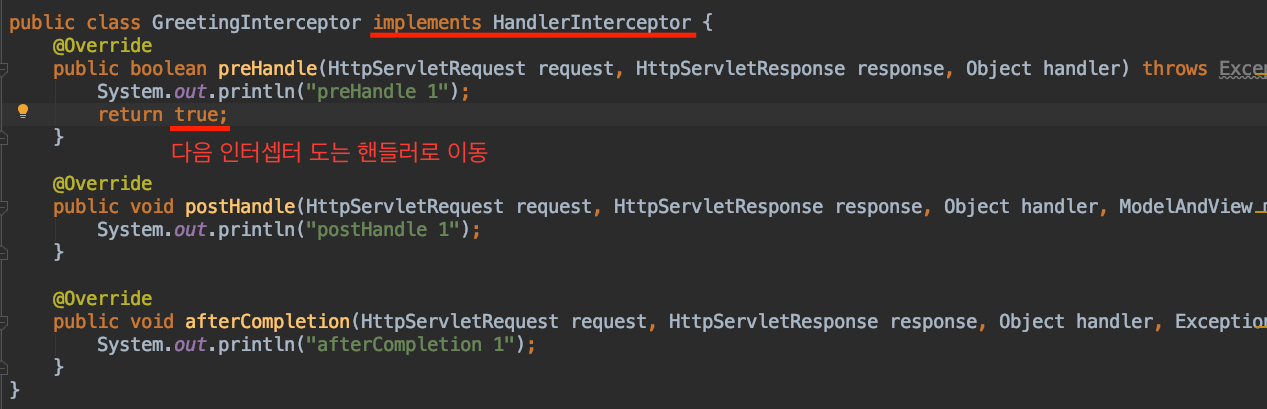 public class GreetingInterceptor implements HandlerInterceptor {
@Override
public boolean preHandle(HttpServletRequest request, HttpServletResponse response, Object handler) throws Excep
System.out.println("preHandle 1");
return true;
}
다음 인터셉터 도는 핸들러로 이동
@Override
public void postHandle(HttpServletRequest request, HttpServletResponse response, Object handler, ModelAndView
System.out.println("postHandle 1");
}
@Override
public void afterCompletion(HttpServletRequest request, HttpServletResponse response, Object handler, Exception
System.out.println("afterCompletion 1");
}
}